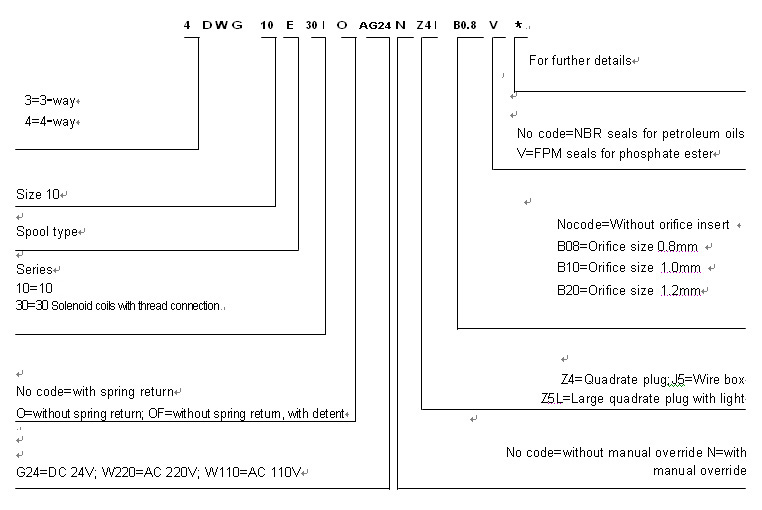 4 DWG 10 E 30I O AG24 N Z4I B0.8 V *
For further details
3=3-way
4=4-way
No code=NBR seals for petroleum oils
V=FPM seals for phosphate ester
Size 10
Spool type
Nocode=Without orifice insert
B08=Orifice size 0.8mm
B10=Orifice size 1.0mm
B20=Orifice size 1.2mm
Series
10=10
30=30 Solenoid coils with thread connection
No code=with spring return
O=without spring return; OF=without spring return, with detent
Z4=Quadrate plug; J5=Wire box
Z5L=Large quadrate plug with light
No code=without manual override N=with
manual override
G24=DC 24V; W220=AC 220V; W110=AC 110V